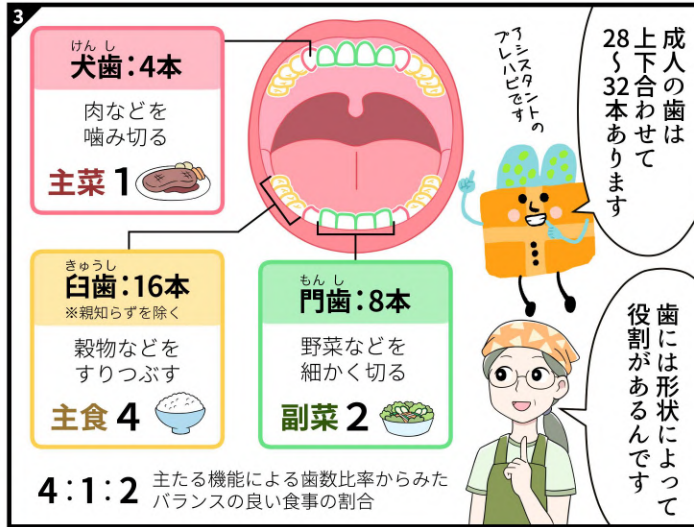 3
成人の歯は
上下合わせて
28〜32本あります
アシスタントの
プレハピです
けんし
犬歯：4本
肉などを
噛み切る
主菜 1
きゅうし
臼歯：16本
※親知らずを除く
穀物などを
すりつぶす
主食 4
もんし
門歯：8本
野菜などを
細かく切る
副菜 2
歯には形状によって
役割があるんです
4：1：2
主たる機能による歯数比率からみた
バランスの良い食事の割合